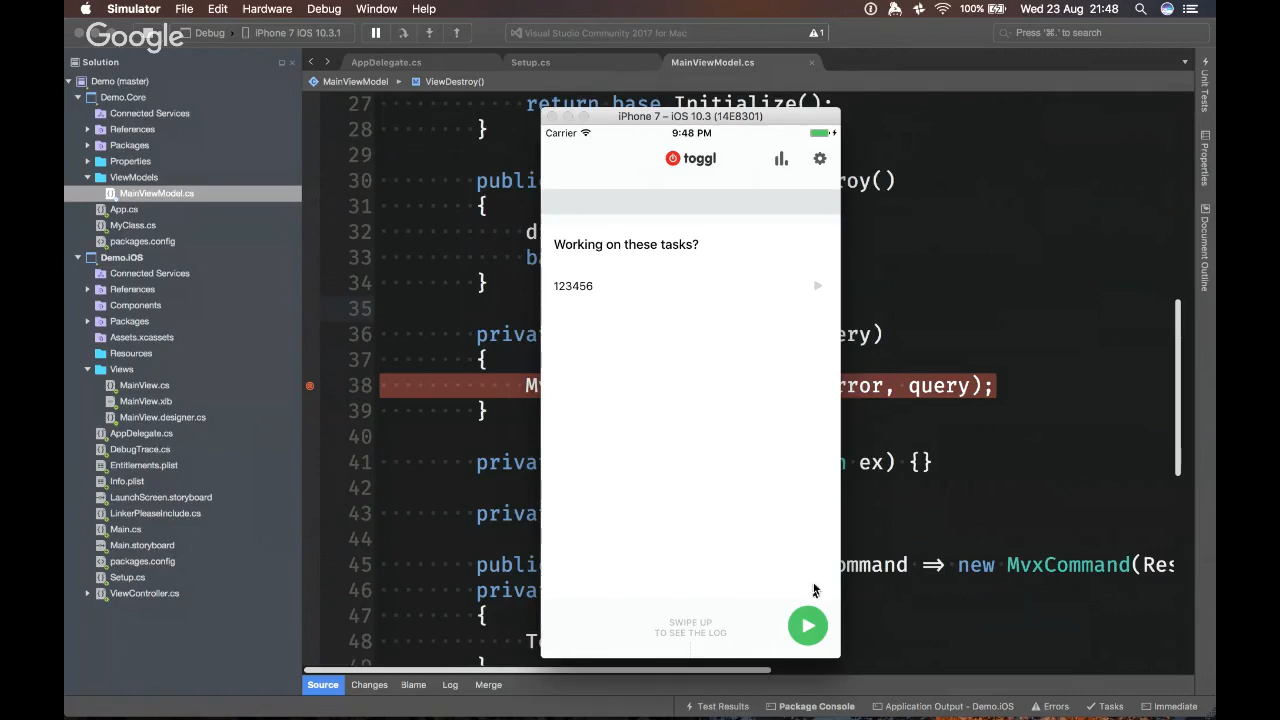 Simulator File Edit Hardware Debug Window Help 100% Wed 23 Aug 21:48
Google
Debug iPhone 7 iOS 10.3.1 Visual Studio Community 2017 for Mac 1 Press '⌘.' to search
Solution
AppDelegate.cs Setup.cs MainViewModel.cs
MainViewModel ViewDestroy()
Demo (master)
Demo.Core
Connected Services
References
Packages
Properties
ViewModels
MainViewModel.cs
App.cs
MyClass.cs
packages.config
Demo.iOS
Connected Services
References
Components
Packages
Assets.xcassets
Resources
Views
MainView.cs
MainView.xib
MainView.designer.cs
AppDelegate.cs
DebugTrace.cs
Entitlements.plist
Info.plist
LaunchScreen.storyboard
LinkerPleaseInclude.cs
Main.cs
Main.storyboard
packages.config
Setup.cs
ViewController.cs
27 return base Initialize();
28 }
29
30 publi oy()
31 {
32 d
33 ba
34 }
35
36 priva ery)
37 {
38 M rror, query);
39 }
40
41 priva n ex) {}
42
43 priva
44
45 publi ommand => new MvxCommand(Res
46 priva
47 {
48 T
49 }
iPhone 7 – iOS 10.3 (14E8301)
Carrier 9:48 PM
toggl
Working on these tasks?
123456
SWIPE UP
TO SEE THE LOG
Unit Tests
Properties
Document Outline
Source Changes Blame Log Merge
Test Results Package Console Application Output - Demo.iOS Errors Tasks Immediate